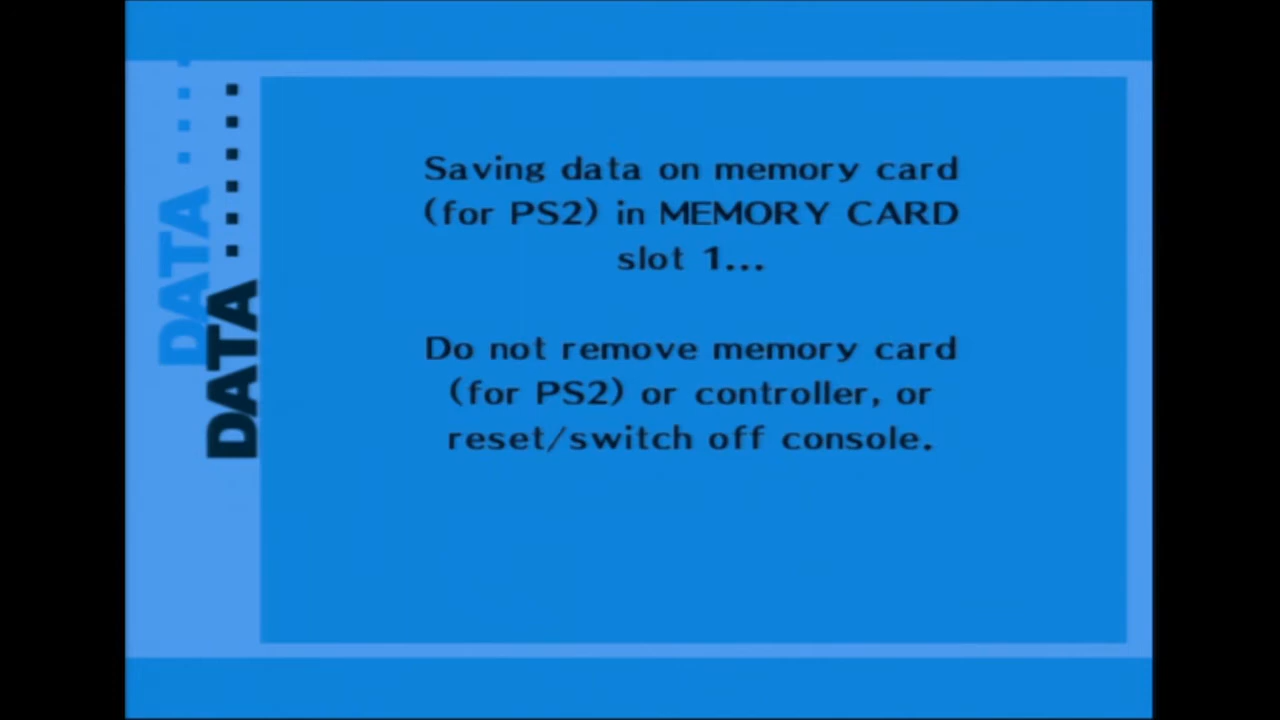 DATA ......
DATA ....
Saving data on memory card
(for PS2) in MEMORY CARD
slot 1...
Do not remove memory card
(for PS2) or controller, or
reset/switch off console.